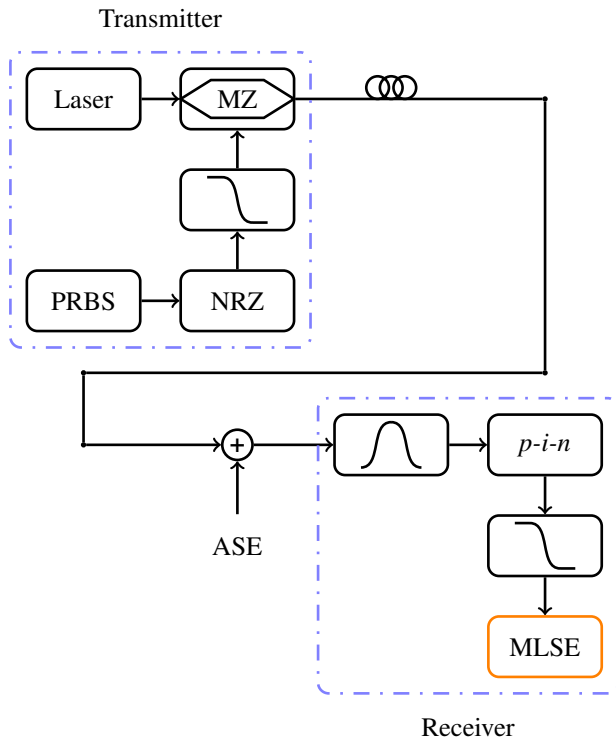 Transmitter
Laser
MZ
PRBS
NRZ
+
p-i-n
ASE
MLSE
Receiver